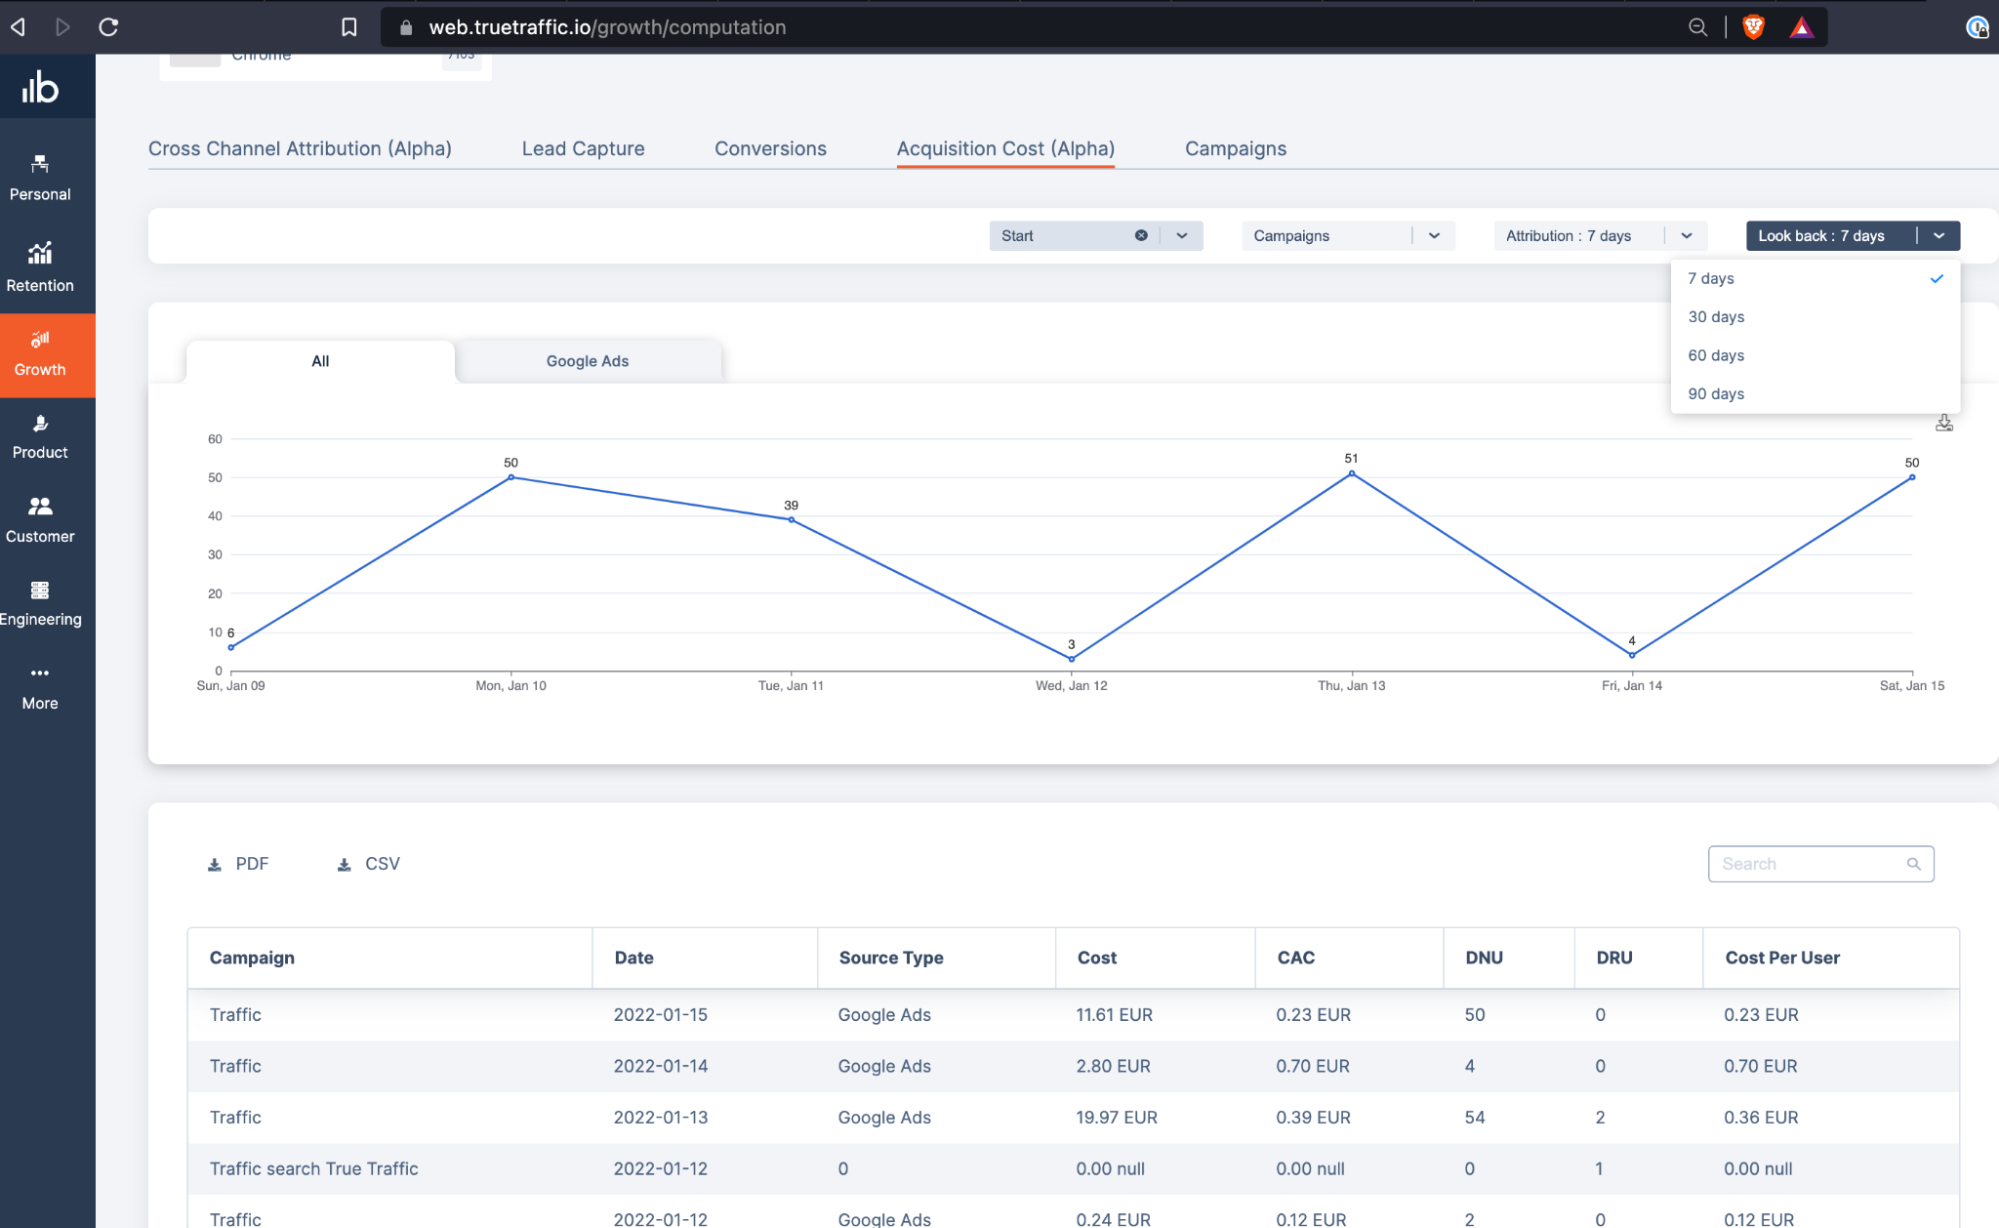 web.truetraffic.io/growth/computation
Chrome
7103
ılb
Cross Channel Attribution (Alpha)
Lead Capture
Conversions
Acquisition Cost (Alpha)
Campaigns
Personal
Retention
Growth
Product
Customer
Engineering
More
Start
Campaigns
Attribution : 7 days
Look back : 7 days
7 days
30 days
60 days
90 days
All
Google Ads
60
50
40
30
20
10
0
6
50
39
3
51
4
50
Sun, Jan 09
Mon, Jan 10
Tue, Jan 11
Wed, Jan 12
Thu, Jan 13
Fri, Jan 14
Sat, Jan 15
PDF
CSV
Search
Campaign Date Source Type Cost CAC DNU DRU Cost Per User
Traffic 2022-01-15 Google Ads 11.61 EUR 0.23 EUR 50 0 0.23 EUR
Traffic 2022-01-14 Google Ads 2.80 EUR 0.70 EUR 4 0 0.70 EUR
Traffic 2022-01-13 Google Ads 19.97 EUR 0.39 EUR 54 2 0.36 EUR
Traffic search True Traffic 2022-01-12 0 0.00 null 0.00 null 0 1 0.00 null
Traffic 2022-01-12 Google Ads 0.24 EUR 0.12 EUR 2 0 0.12 EUR